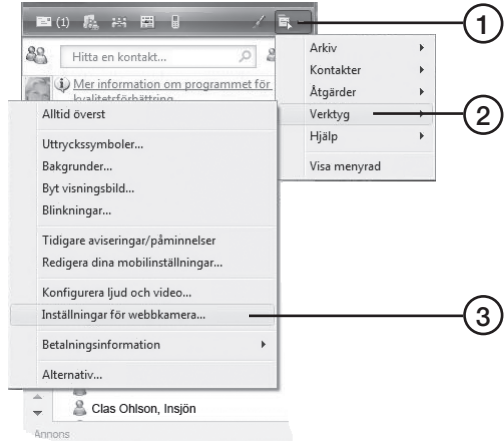 (1)
1
Hitta en kontakt...
Mer information om programmet för
kvalitetsförbättring
Arkiv
Kontakter
Åtgärder
Verktyg
2
Hjälp
Visa menyrad
Alltid överst
Uttryckssymboler...
Bakgrunder...
Byt visningsbild...
Blinkningar...
Tidigare aviseringar/påminnelser
Redigera dina mobilinställningar...
Konfigurera ljud och video...
Inställningar för webbkamera...
3
Betalningsinformation
Alternativ...
Clas Ohlson, Insjön
Annons